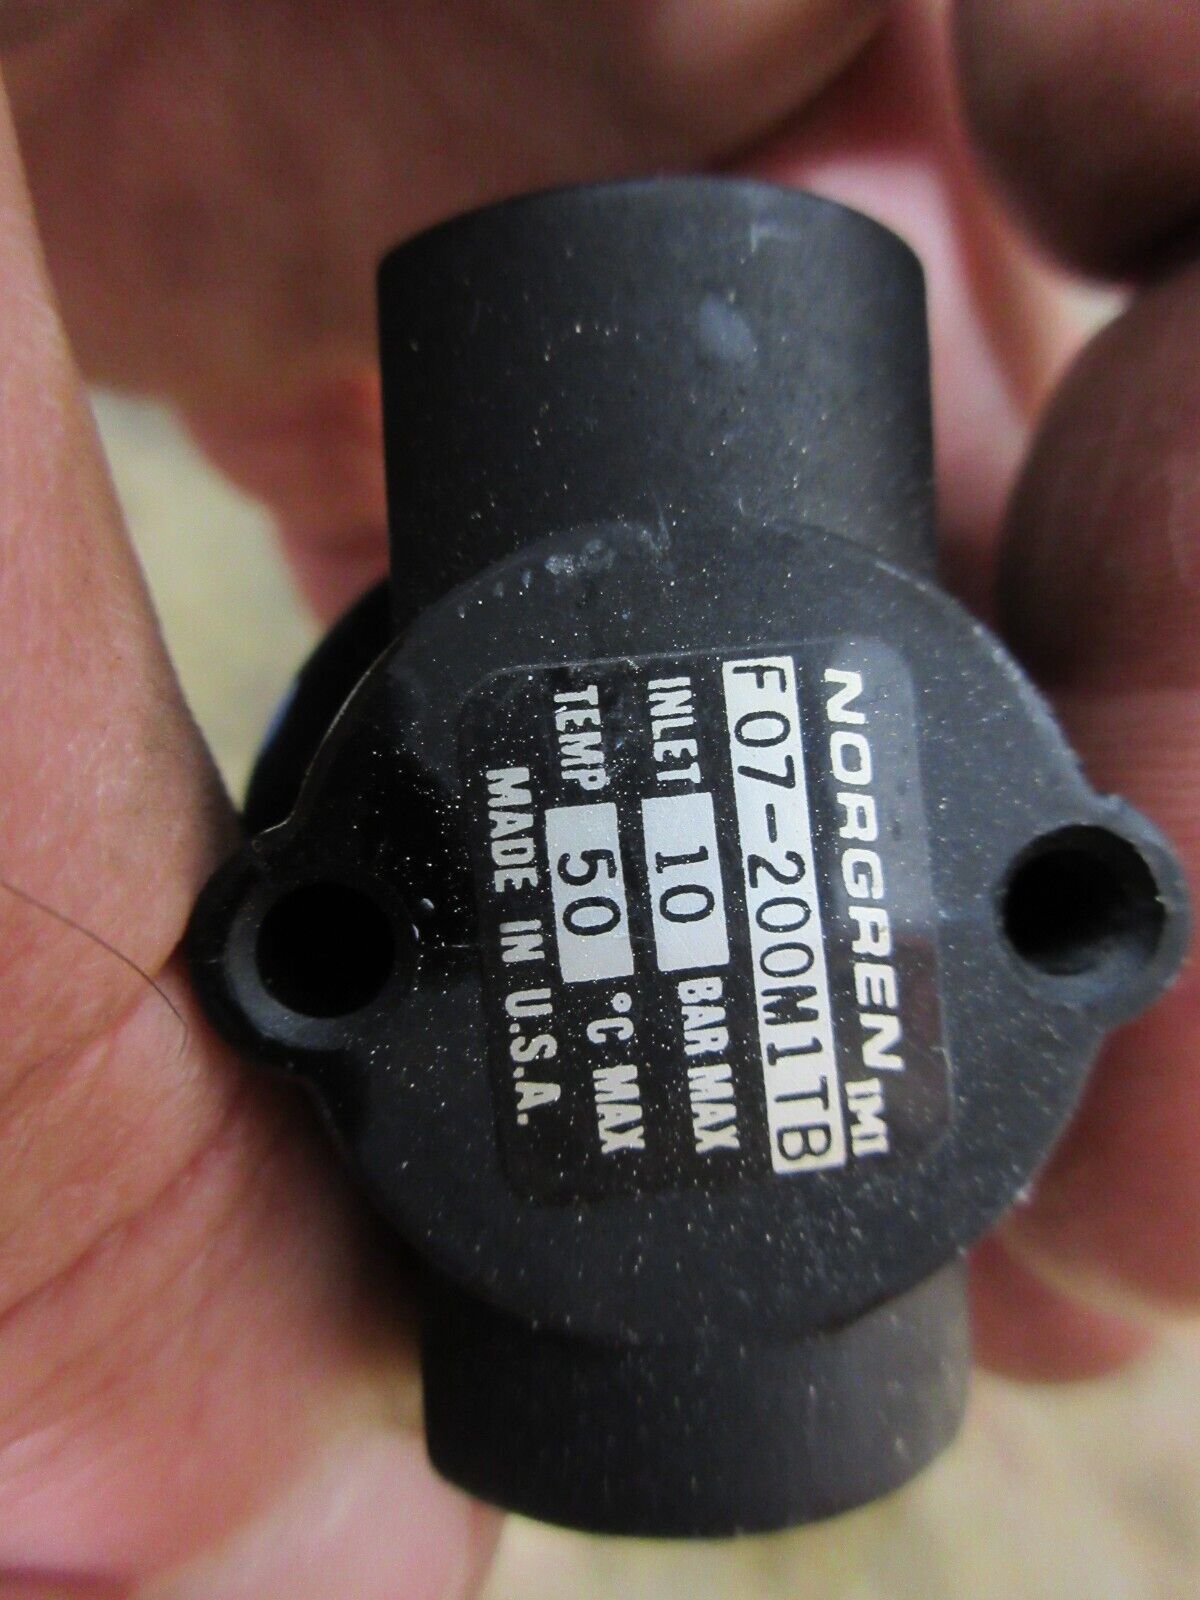 NORGREN IMI
F07-200M1TB
INLET 10 BAR MAX
TEMP 50 °C MAX
MADE IN U.S.A.